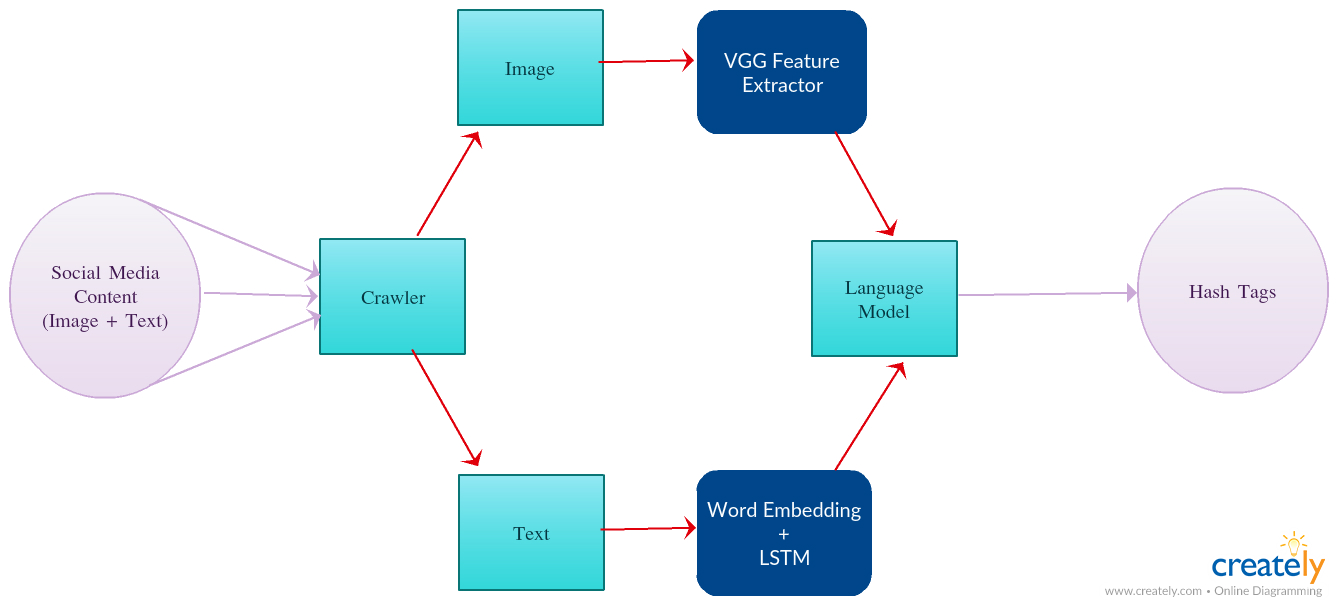 Image
VGG Feature
Extractor
Social Media
Content
(Image + Text)
Crawler
Language
Model
Hash Tags
Text
Word Embedding
+
LSTM
creately
www.creately.com • Online Diagramming